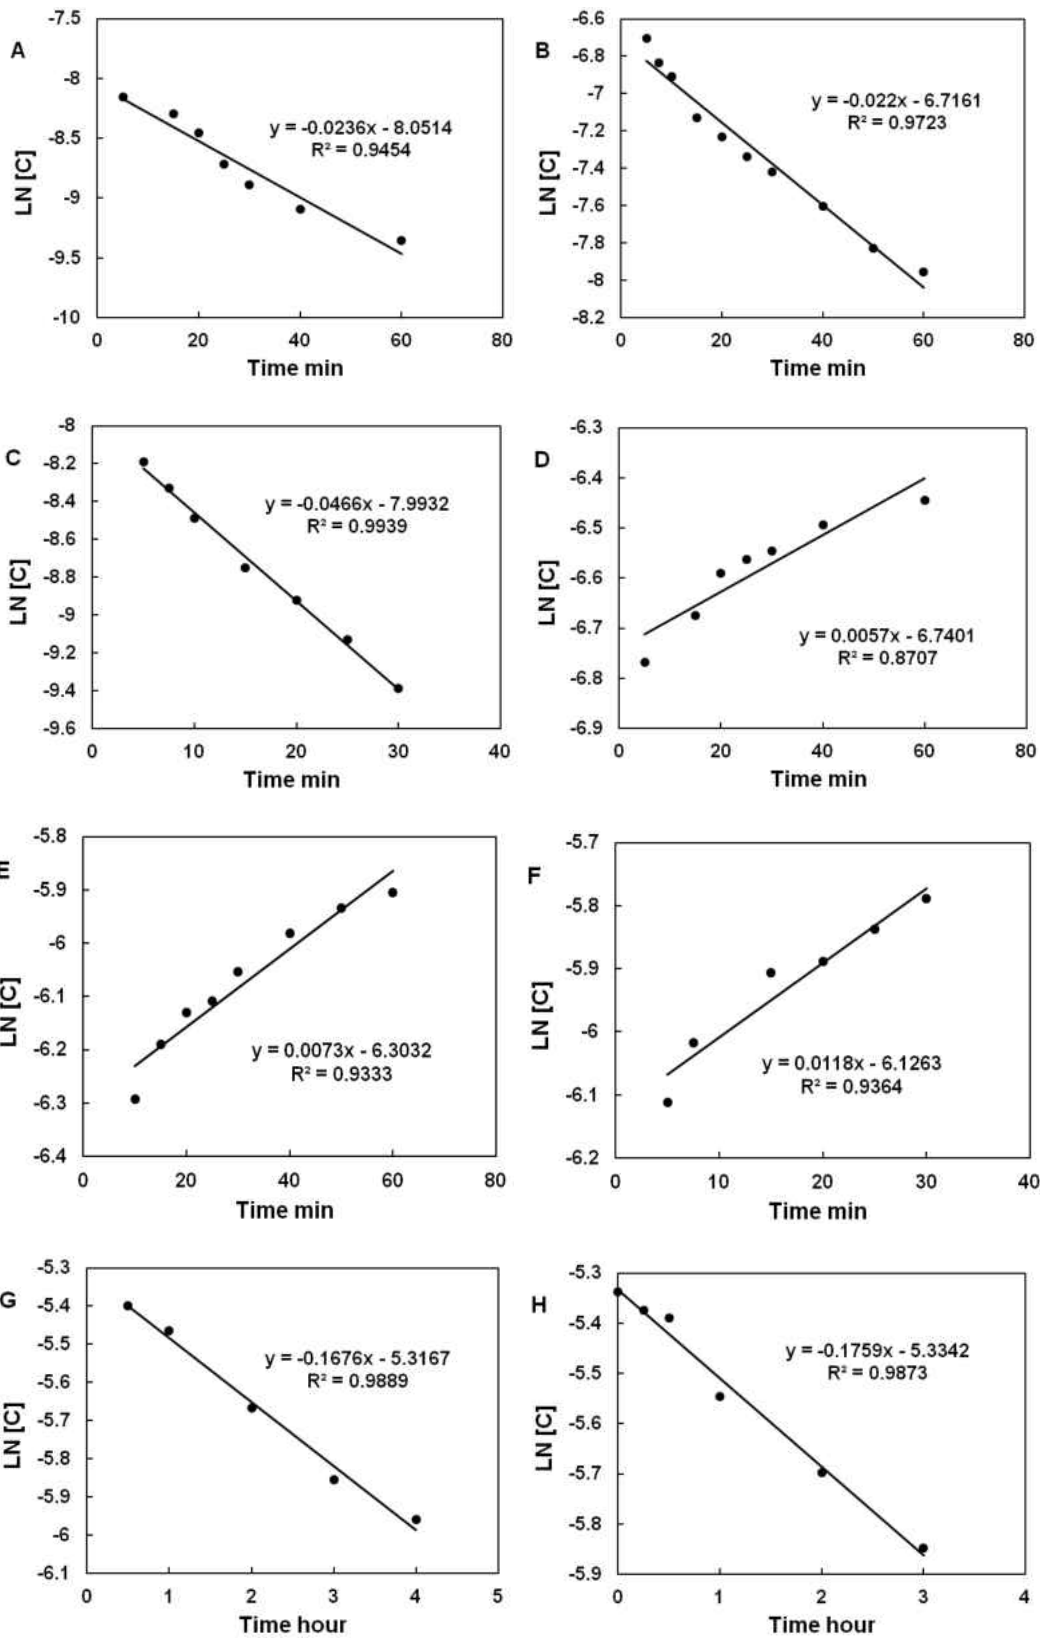 A
-7.5
-8
-8.5
-9
-9.5
-10
LN [C]
y = -0.0236x - 8.0514
R² = 0.9454
0 20 40 60 80
Time min
B
-6.6
-6.8
-7
-7.2
-7.4
-7.6
-7.8
-8
-8.2
LN [C]
y = -0.022x - 6.7161
R² = 0.9723
0 20 40 60 80
Time min
C
-8
-8.2
-8.4
-8.6
-8.8
-9
-9.2
-9.4
-9.6
LN [C]
y = -0.0466x - 7.9932
R² = 0.9939
0 10 20 30 40
Time min
D
-6.3
-6.4
-6.5
-6.6
-6.7
-6.8
-6.9
LN [C]
y = 0.0057x - 6.7401
R² = 0.8707
0 20 40 60 80
Time min
E
-5.8
-5.9
-6
-6.1
-6.2
-6.3
-6.4
LN [C]
y = 0.0073x - 6.3032
R² = 0.9333
0 20 40 60 80
Time min
F
-5.7
-5.8
-5.9
-6
-6.1
-6.2
LN [C]
y = 0.0118x - 6.1263
R² = 0.9364
0 10 20 30 40
Time min
G
-5.3
-5.4
-5.5
-5.6
-5.7
-5.8
-5.9
-6
-6.1
LN [C]
y = -0.1676x - 5.3167
R² = 0.9889
0 1 2 3 4 5
Time hour
H
-5.3
-5.4
-5.5
-5.6
-5.7
-5.8
-5.9
LN [C]
y = -0.1759x - 5.3342
R² = 0.9873
0 1 2 3 4
Time hour